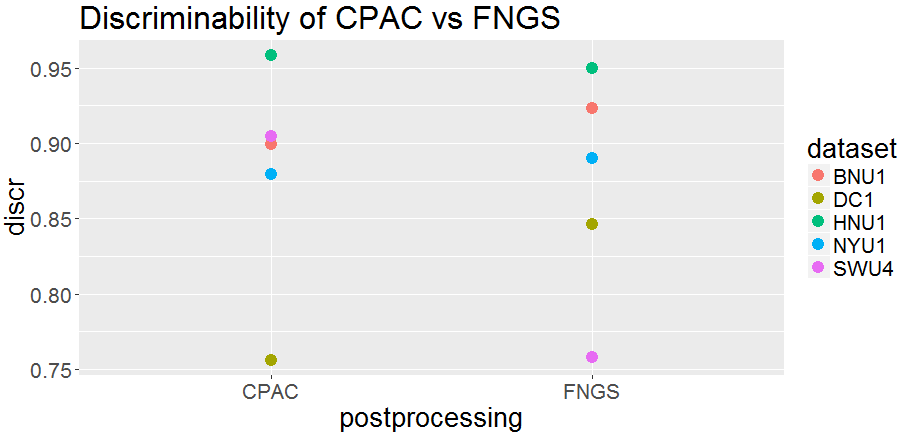 Discriminability of CPAC vs FNGS
discr
0.95
0.90
0.85
0.80
0.75
CPAC
FNGS
postprocessing
dataset
BNU1
DC1
HNU1
NYU1
SWU4